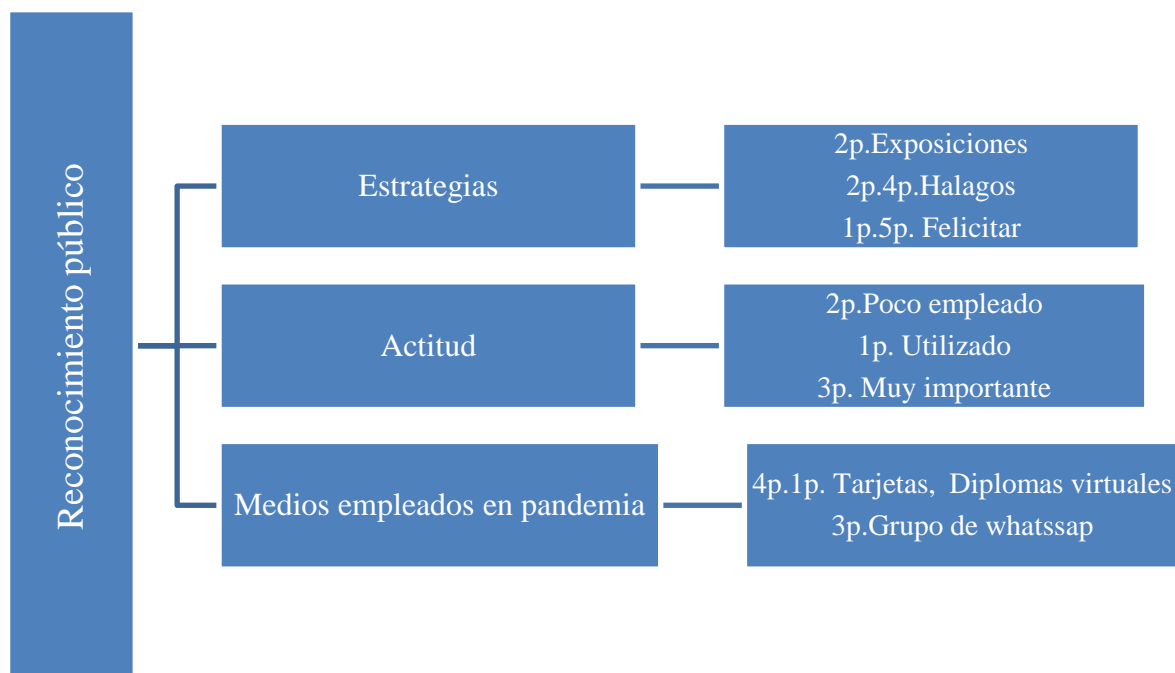 Reconocimiento público
Estrategias
2p.Exposiciones
2p.4p.Halagos
1p.5p. Felicitar
Actitud
2p.Poco empleado
1p. Utilizado
3p. Muy importante
Medios empleados en pandemia
4p.1p. Tarjetas, Diplomas virtuales
3p.Grupo de whatssap